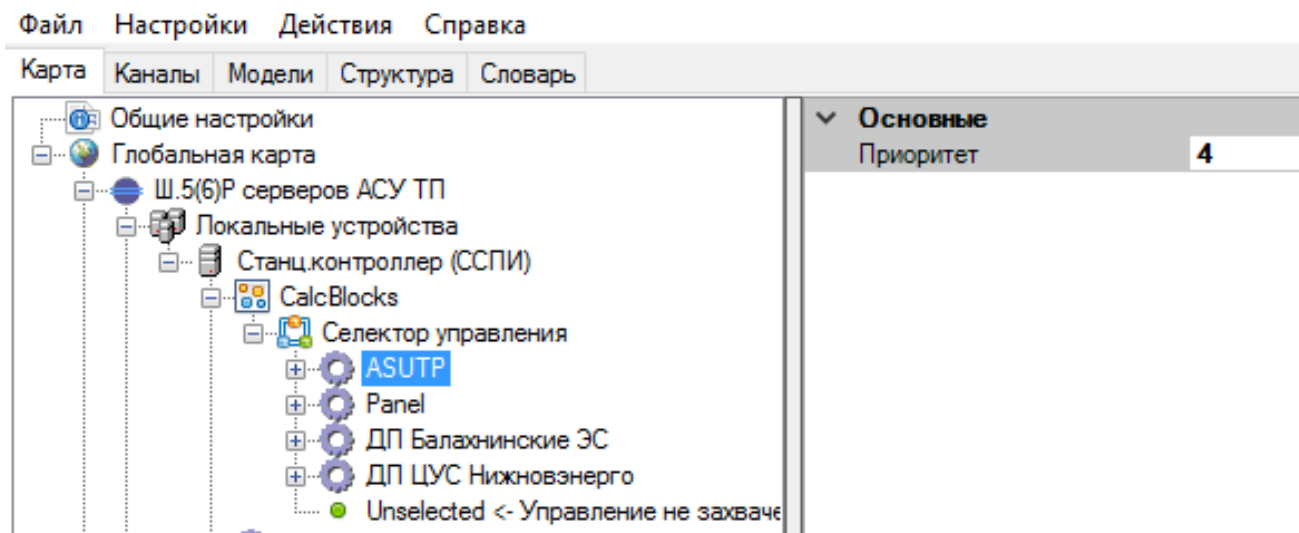 Файл Настройки Действия Справка
Карта Каналы Модели Структура Словарь
Общие настройки
Глобальная карта
Ш.5(6)Р серверов АСУ ТП
Локальные устройства
Станц.контроллер (ССПИ)
CalcBlocks
Селектор управления
ASUTP
Panel
ДП Балахнинские ЭС
ДП ЦУС Нижновэнерго
Unselected <- Управление не захваче
Основные
Приоритет 4